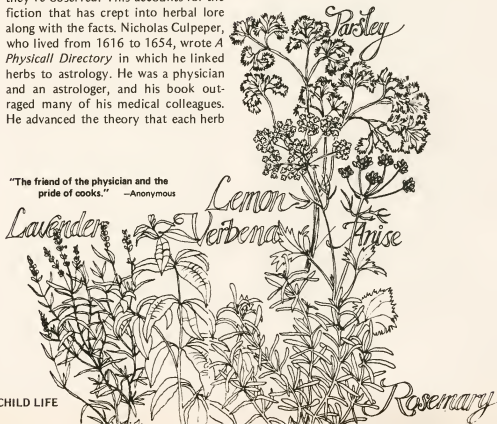 they 10 observed. This accounts for the
fiction that has crept into herbal lore
along with the facts. Nicholas Culpeper,
who lived from 1616 to 1654, wrote A
Physicall Directory in which he linked
herbs to astrology. He was a physician
and an astrologer, and his book out-
raged many of his medical colleagues.
He advanced the theory that each herb
"The friend of the physician and the
pride of cooks." —Anonymous
Parsley
Lavender
Lemon
Verbena
Anise
Rosemary
CHILD LIFE